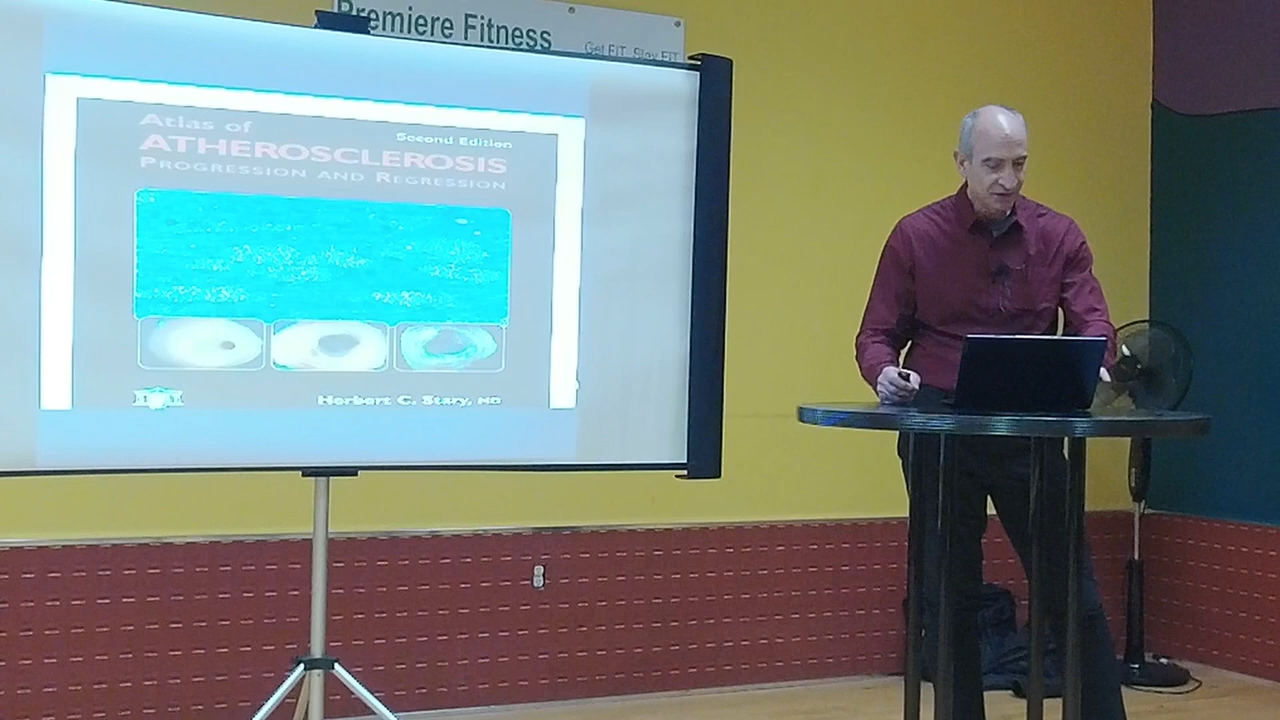 Premiere Fitness
Get FIT. Stay FIT
Atlas of
Second Edition
ATHEROSCLEROSIS
PROGRESSION AND REGRESSION
Herbert C. Stary, MD